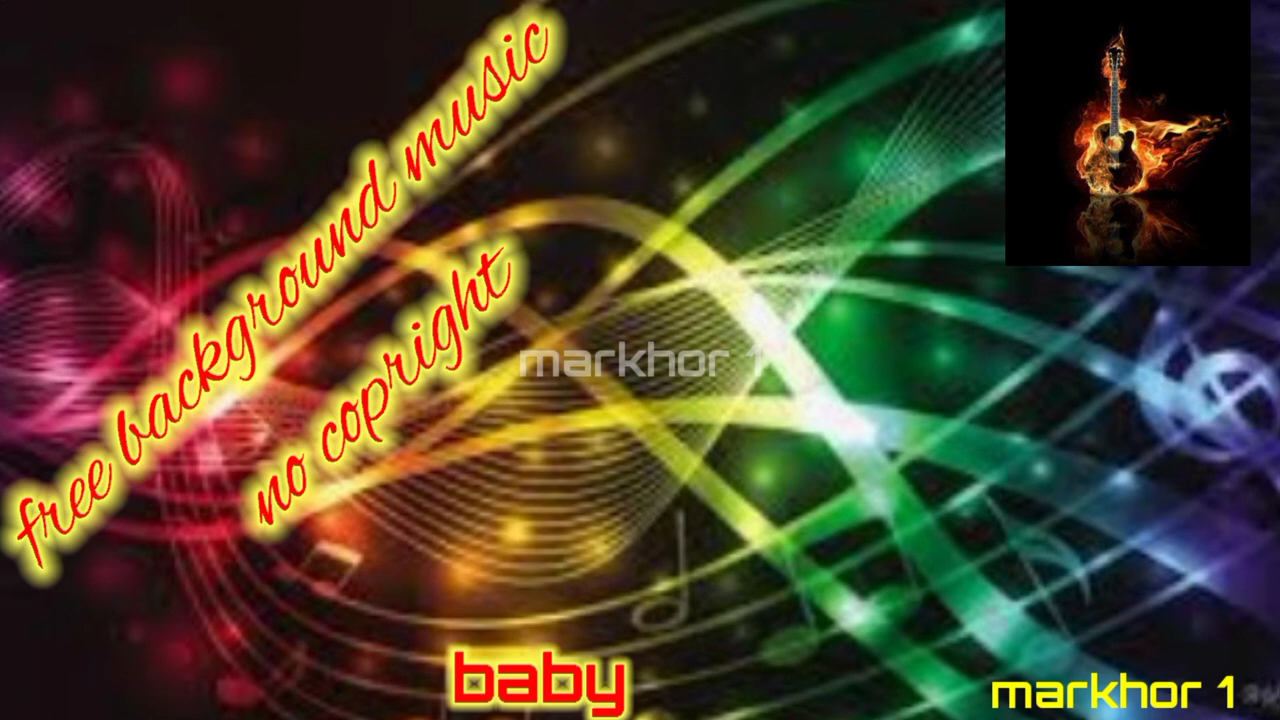 free background music
no copright
markhor 1
baby
markhor 1